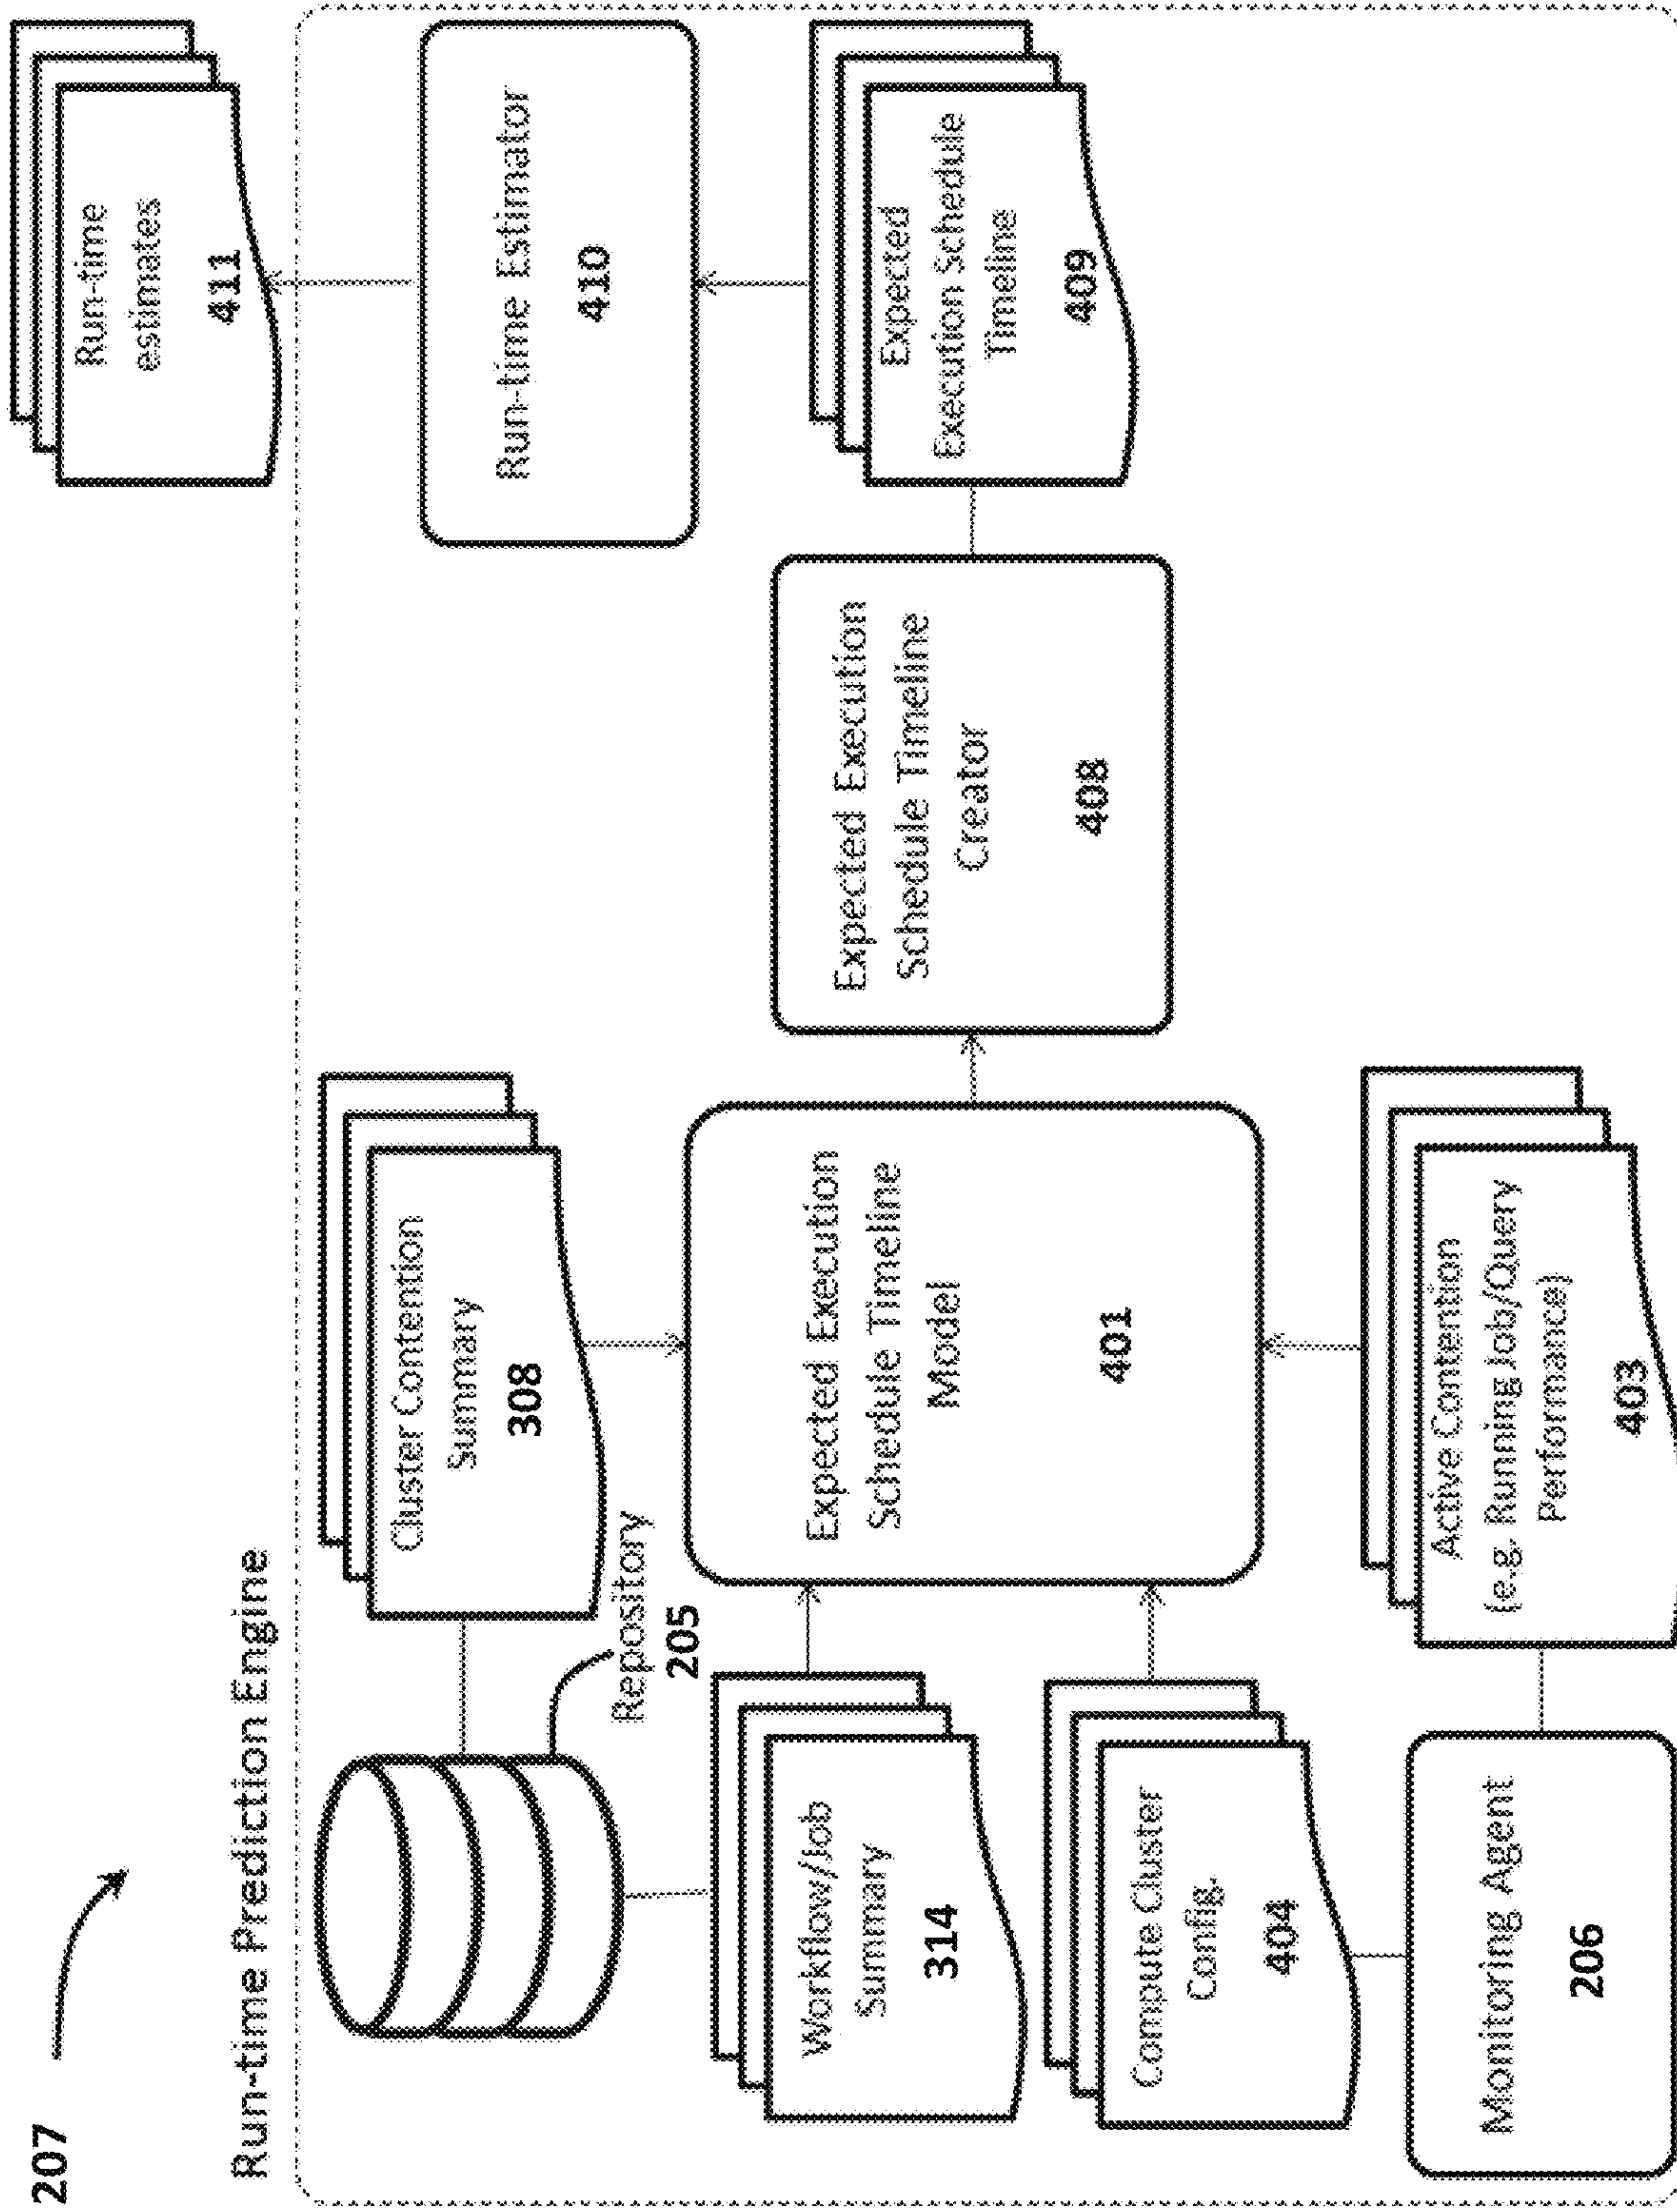 207
Run-time Prediction Engine
Repository
205
Cluster Contention
Summary
308
Run-time
estimates
411
Run-time Estimator
410
Workflow/Job
Summary
314
Expected Execution
Schedule Timeline
Model
401
Expected Execution
Schedule Timeline
Creator
408
Expected
Execution Schedule
Timeline
409
Compute Cluster
Config.
404
Monitoring Agent
206
Active Contention
(e.g. Running Job/Query
Performance)
403